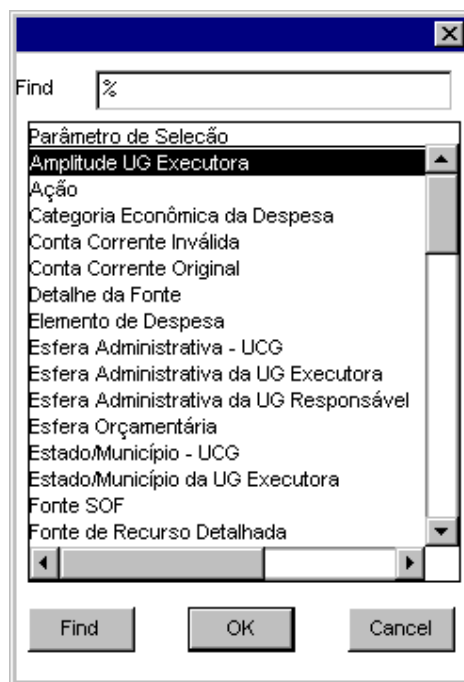 Find %
Parâmetro de Selecão
Amplitude UG Executora
Ação
Categoria Econômica da Despesa
Conta Corrente Inválida
Conta Corrente Original
Detalhe da Fonte
Elemento de Despesa
Esfera Administrativa - UCG
Esfera Administrativa da UG Executora
Esfera Administrativa da UG Responsável
Esfera Orçamentária
Estado/Município - UCG
Estado/Município da UG Executora
Fonte SOF
Fonte de Recurso Detalhada
Find OK Cancel